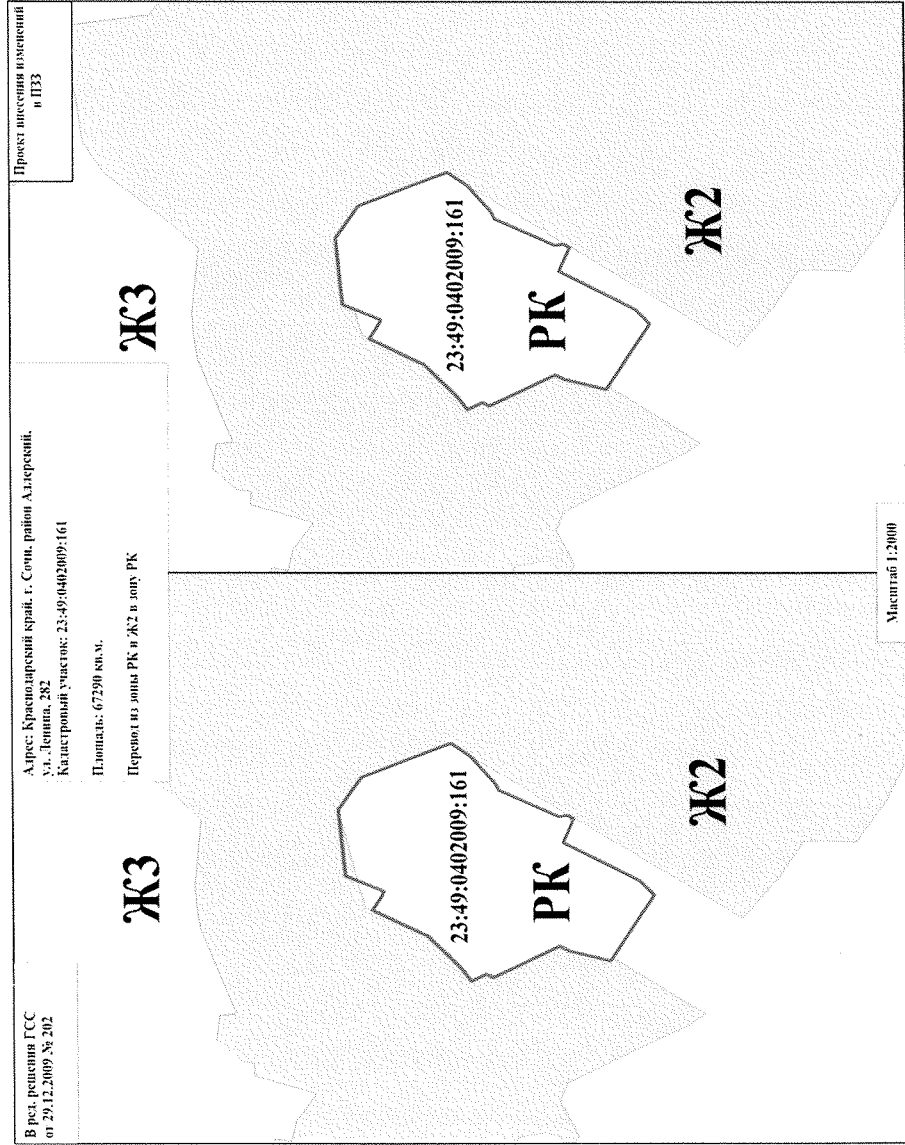 В ред. решения ГСС
от 29.12.2009 № 202
Адрес: Краснодарский край, г. Сочи, район Адлерский,
ул. Ленина, 282
Кадастровый участок: 23:49:0402009:161
Площадь: 67290 кв.м.
Перевод из зоны РК и Ж2 в зону РК
Проект внесения изменений
в ПЗЗ
Ж3
23:49:0402009:161
РК
Ж2
Ж3
23:49:0402009:161
РК
Ж2
Масштаб 1:2000